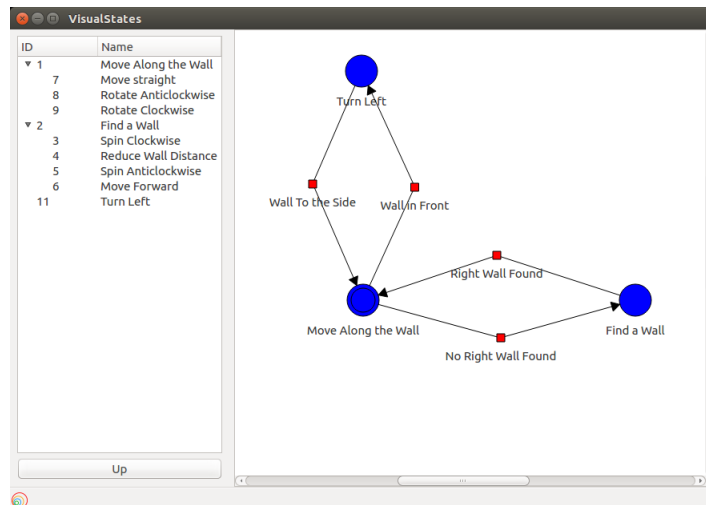 VisualStates
ID Name
1 Move Along the Wall
7 Move straight
8 Rotate Anticlockwise
9 Rotate Clockwise
2 Find a Wall
3 Spin Clockwise
4 Reduce Wall Distance
5 Spin Anticlockwise
6 Move Forward
11 Turn Left
Up
Turn Left
Wall To the Side
Wall in Front
Right Wall Found
Move Along the Wall
Find a Wall
No Right Wall Found